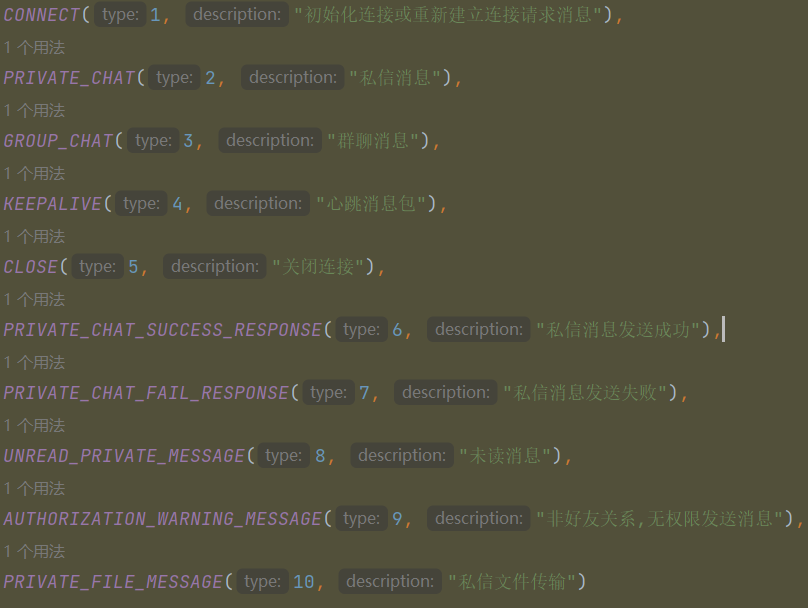 CONNECT( type: 1, description: "初始化连接或重新建立连接请求消息"),
1 个用法
PRIVATE_CHAT( type: 2, description: "私信消息"),
1 个用法
GROUP_CHAT( type: 3, description: "群聊消息"),
1 个用法
KEEPALIVE( type: 4, description: "心跳消息包"),
1 个用法
CLOSE( type: 5, description: "关闭连接"),
1 个用法
PRIVATE_CHAT_SUCCESS_RESPONSE( type: 6, description: "私信消息发送成功"),
1 个用法
PRIVATE_CHAT_FAIL_RESPONSE( type: 7, description: "私信消息发送失败"),
1 个用法
UNREAD_PRIVATE_MESSAGE( type: 8, description: "未读消息"),
1 个用法
AUTHORIZATION_WARNING_MESSAGE( type: 9, description: "非好友关系,无权限发送消息"),
1 个用法
PRIVATE_FILE_MESSAGE( type: 10, description: "私信文件传输")